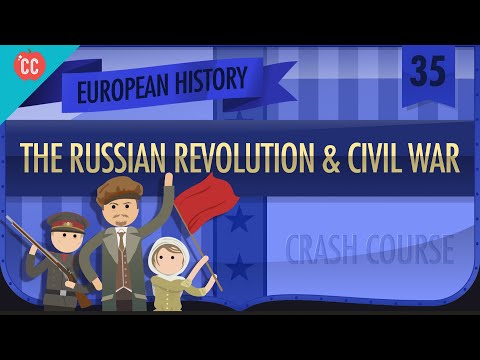 CC
EUROPEAN HISTORY
35
THE RUSSIAN REVOLUTION & CIVIL WAR
CRASH COURSE